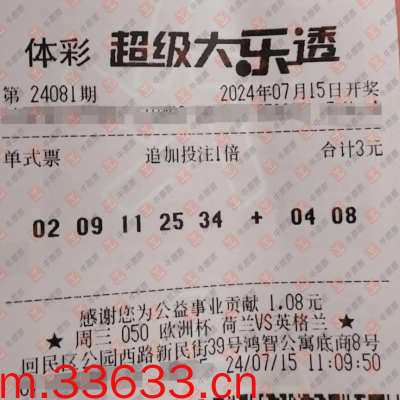 体彩 超级大乐透
第 24081期 2024年07月15日开奖
单式票 追加投注1倍 合计3元
02 09 11 25 34 + 04 08
感谢您为公益事业贡献 1.08元
★ 周三 050 欧洲杯 荷兰VS英格兰 ★
回民区公园西路新民街39号鸿智公寓底商8号
24/07/15 11:09:50
m.33633.cn